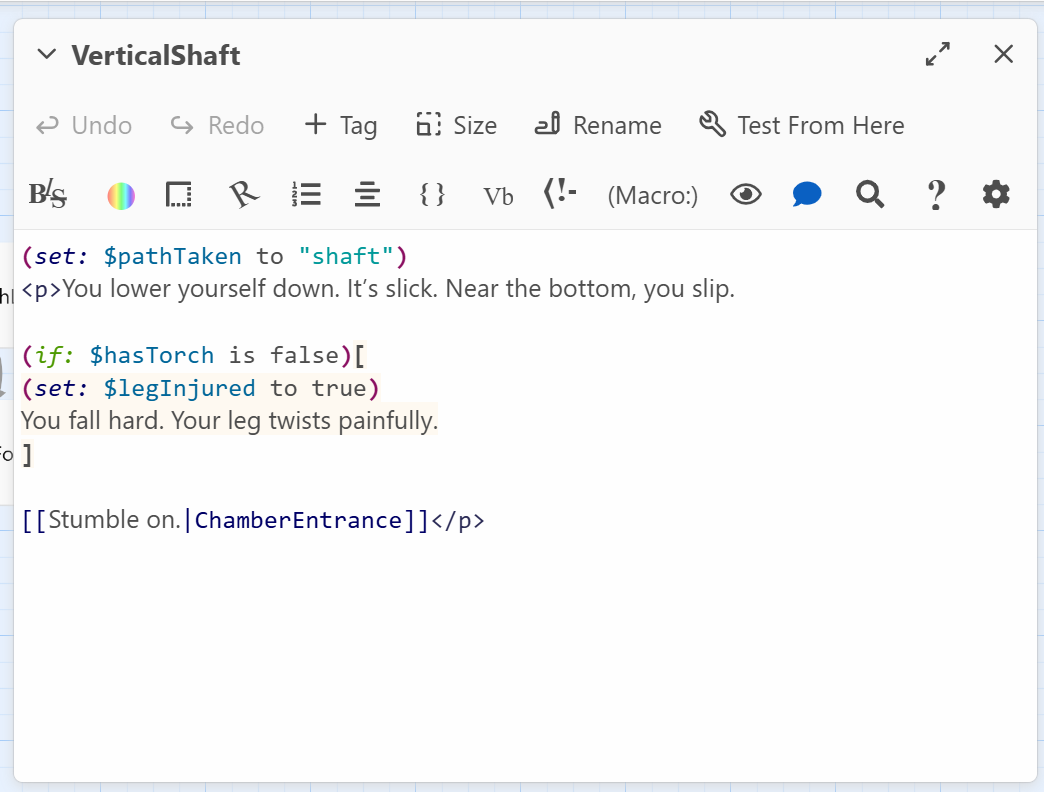 VerticalShaft
Undo Redo + Tag Size Rename Test From Here
B/S Vb (Macro:) ?
(set: $pathTaken to "shaft")
<p>You lower yourself down. It’s slick. Near the bottom, you slip.
(if: $hasTorch is false)[
(set: $legInjured to true)
You fall hard. Your leg twists painfully.
]
[[Stumble on.|ChamberEntrance]]</p>